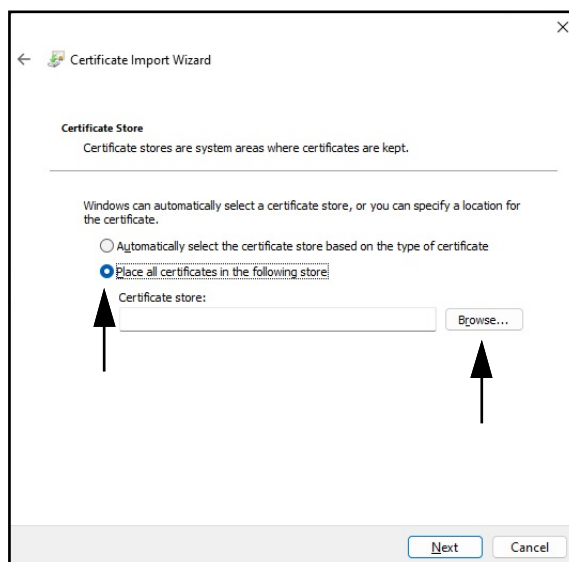 Certificate Import Wizard
Certificate Store
Certificate stores are system areas where certificates are kept.
Windows can automatically select a certificate store, or you can specify a location for
the certificate.
Automatically select the certificate store based on the type of certificate
Place all certificates in the following store
Certificate store:
Browse...
Next
Cancel